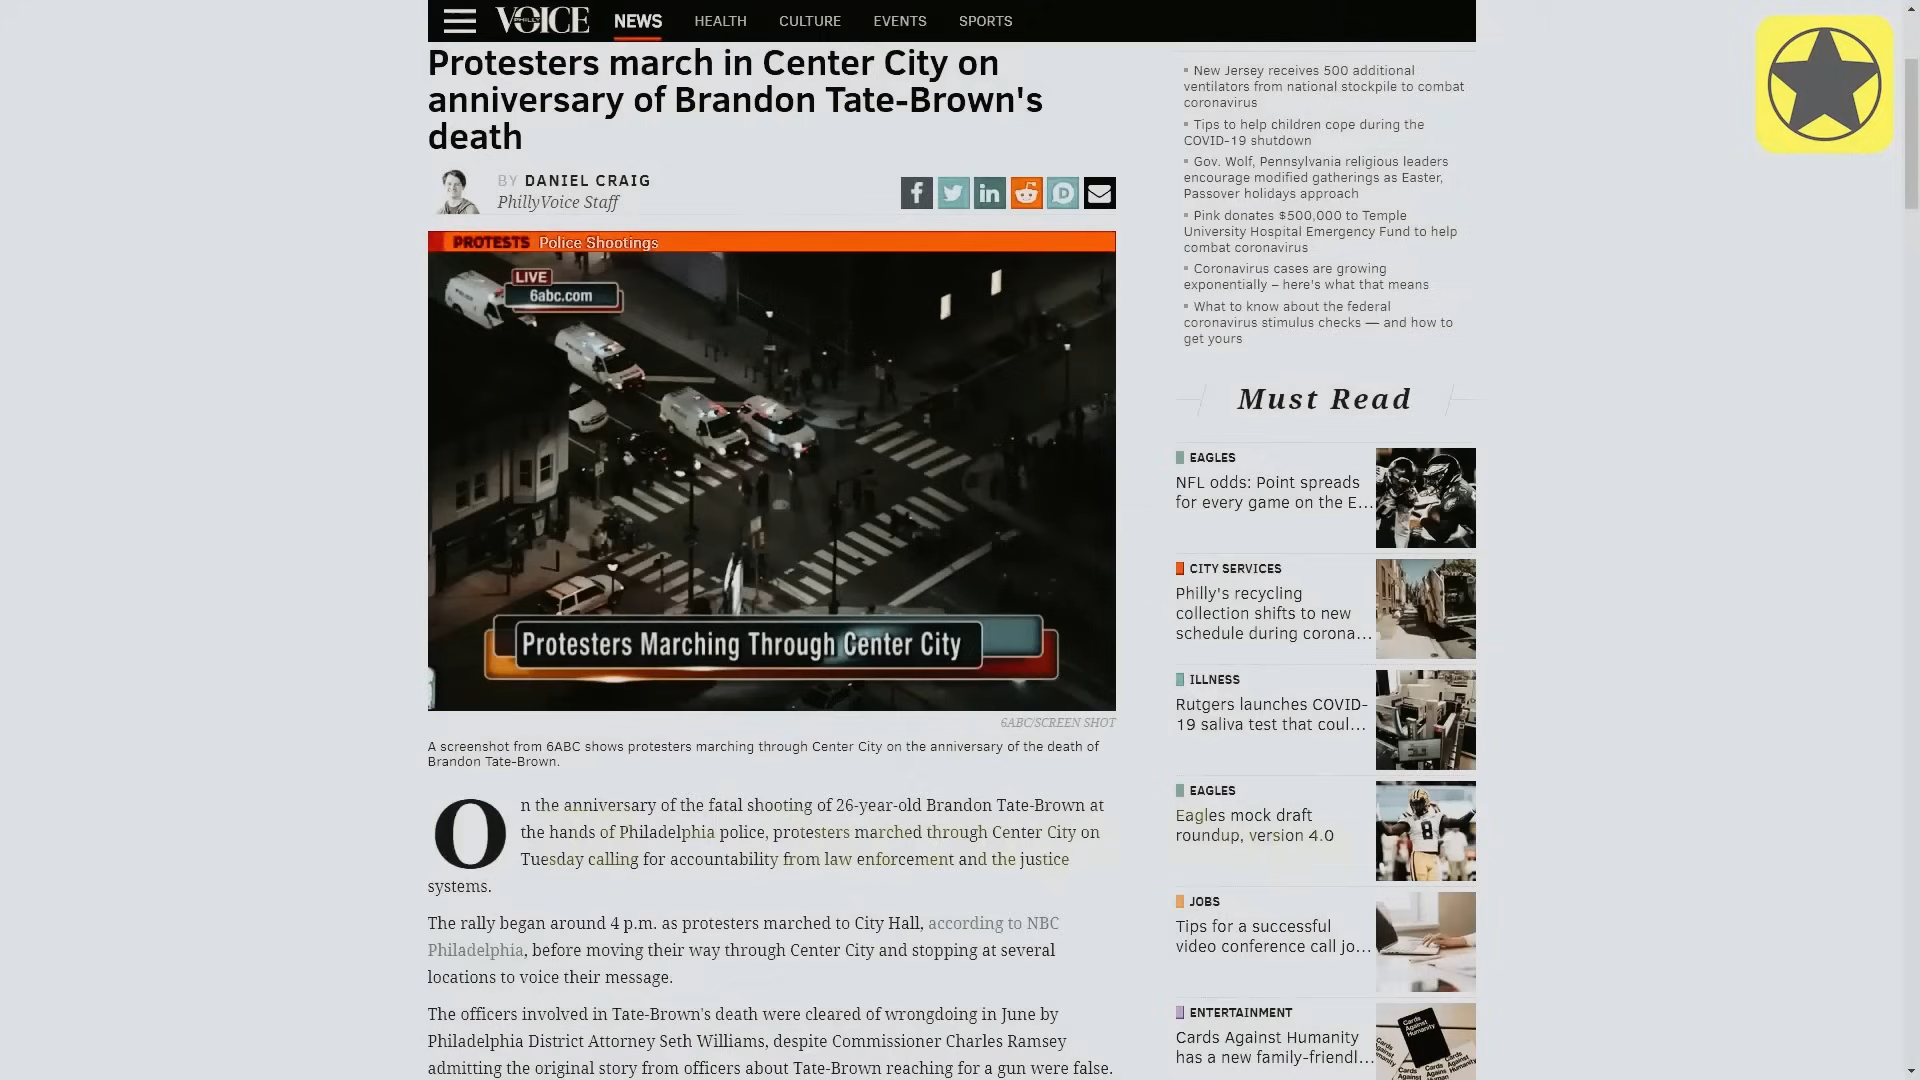 PHILLY VOICE
NEWS
HEALTH
CULTURE
EVENTS
SPORTS
Protesters march in Center City on
anniversary of Brandon Tate-Brown's
death
BY DANIEL CRAIG
PhillyVoice Staff
PROTESTS Police Shootings
LIVE
6abc.com
Protesters Marching Through Center City
6ABC/SCREEN SHOT
A screenshot from 6ABC shows protesters marching through Center City on the anniversary of the death of
Brandon Tate-Brown.
On the anniversary of the fatal shooting of 26-year-old Brandon Tate-Brown at
the hands of Philadelphia police, protesters marched through Center City on
Tuesday calling for accountability from law enforcement and the justice
systems.
The rally began around 4 p.m. as protesters marched to City Hall, according to NBC
Philadelphia, before moving their way through Center City and stopping at several
locations to voice their message.
The officers involved in Tate-Brown's death were cleared of wrongdoing in June by
Philadelphia District Attorney Seth Williams, despite Commissioner Charles Ramsey
admitting the original story from officers about Tate-Brown reaching for a gun were false.
New Jersey receives 500 additional
ventilators from national stockpile to combat
coronavirus
Tips to help children cope during the
COVID-19 shutdown
Gov. Wolf, Pennsylvania religious leaders
encourage modified gatherings as Easter,
Passover holidays approach
Pink donates $500,000 to Temple
University Hospital Emergency Fund to help
combat coronavirus
Coronavirus cases are growing
exponentially – here's what that means
What to know about the federal
coronavirus stimulus checks — and how to
get yours
Must Read
EAGLES
NFL odds: Point spreads
for every game on the E...
CITY SERVICES
Philly's recycling
collection shifts to new
schedule during corona...
ILLNESS
Rutgers launches COVID-
19 saliva test that coul...
EAGLES
Eagles mock draft
roundup, version 4.0
8
JOBS
Tips for a successful
video conference call jo...
ENTERTAINMENT
Cards Against Humanity
has a new family-friendl...
Cards
Against
Humanity